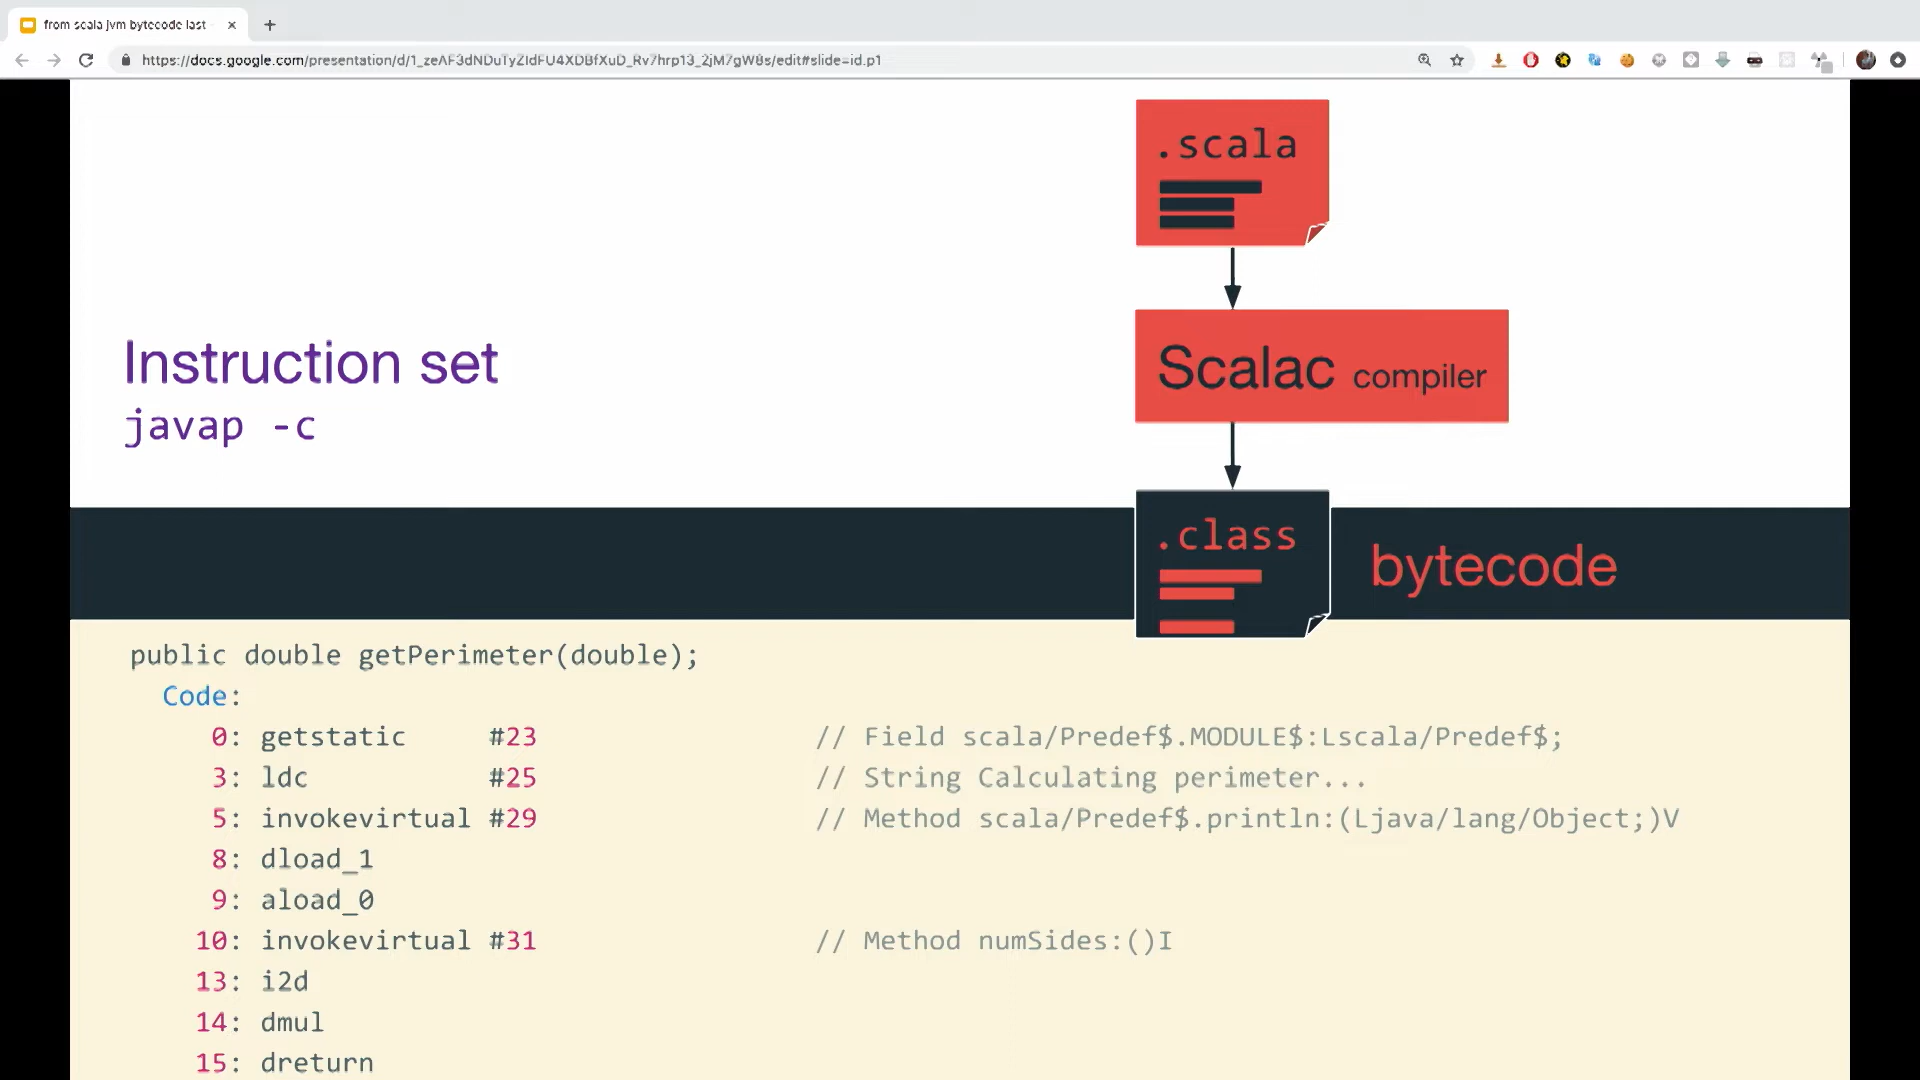 from scala jvm bytecode last
https://docs.google.com/presentation/d/1_zeAF3dNDuTyZIdFU4XDBfXuD_Rv7hrp13_2jM7gW8s/edit#slide=id.p1
.scala
Scalac compiler
Instruction set
javap -c
.class
bytecode
public double getPerimeter(double);
Code:
0: getstatic #23 // Field scala/Predef$.MODULE$:Lscala/Predef$;
3: ldc #25 // String Calculating perimeter...
5: invokevirtual #29 // Method scala/Predef$.println:(Ljava/lang/Object;)V
8: dload_1
9: aload_0
10: invokevirtual #31 // Method numSides:()I
13: i2d
14: dmul
15: dreturn